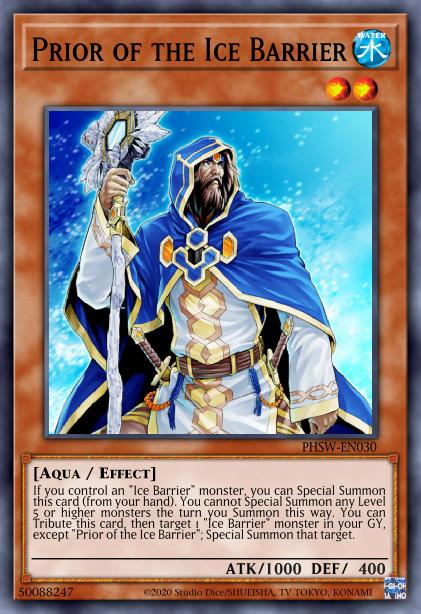 PRIOR OF THE ICE BARRIER
WATER
水
PHSW-EN030
[AQUA / EFFECT]
If you control an "Ice Barrier" monster, you can Special Summon
this card (from your hand). You cannot Special Summon any Level
5 or higher monsters the turn you Summon this way. You can
Tribute this card, then target 1 "Ice Barrier" monster in your GY,
except "Prior of the Ice Barrier"; Special Summon that target.
ATK/1000 DEF/ 400
50088247
©2020 Studio Dice/SHUEISHA, TV TOKYO, KONAMI